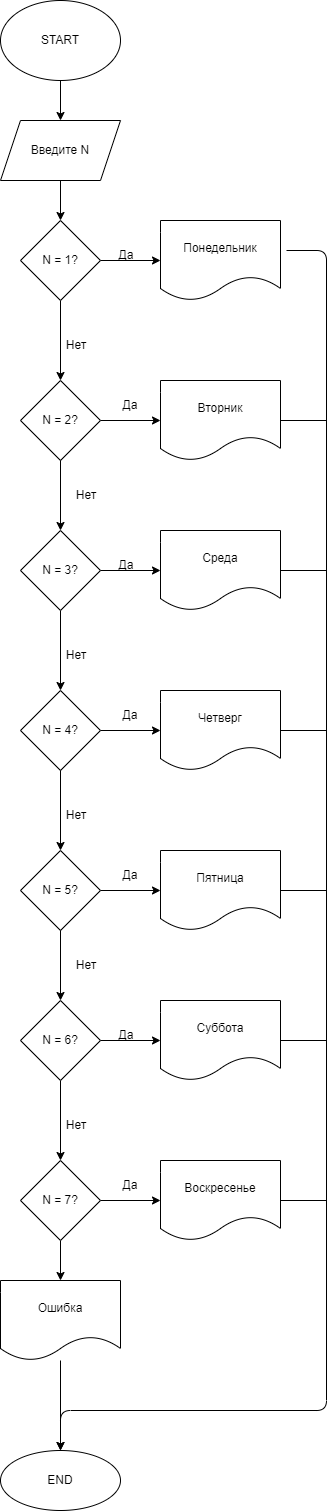 START
Введите N
N = 1?
Да
Понедельник
Нет
N = 2?
Да
Вторник
Нет
N = 3?
Да
Среда
Нет
N = 4?
Да
Четверг
Нет
N = 5?
Да
Пятница
Нет
N = 6?
Да
Суббота
Нет
N = 7?
Да
Воскресенье
Ошибка
END